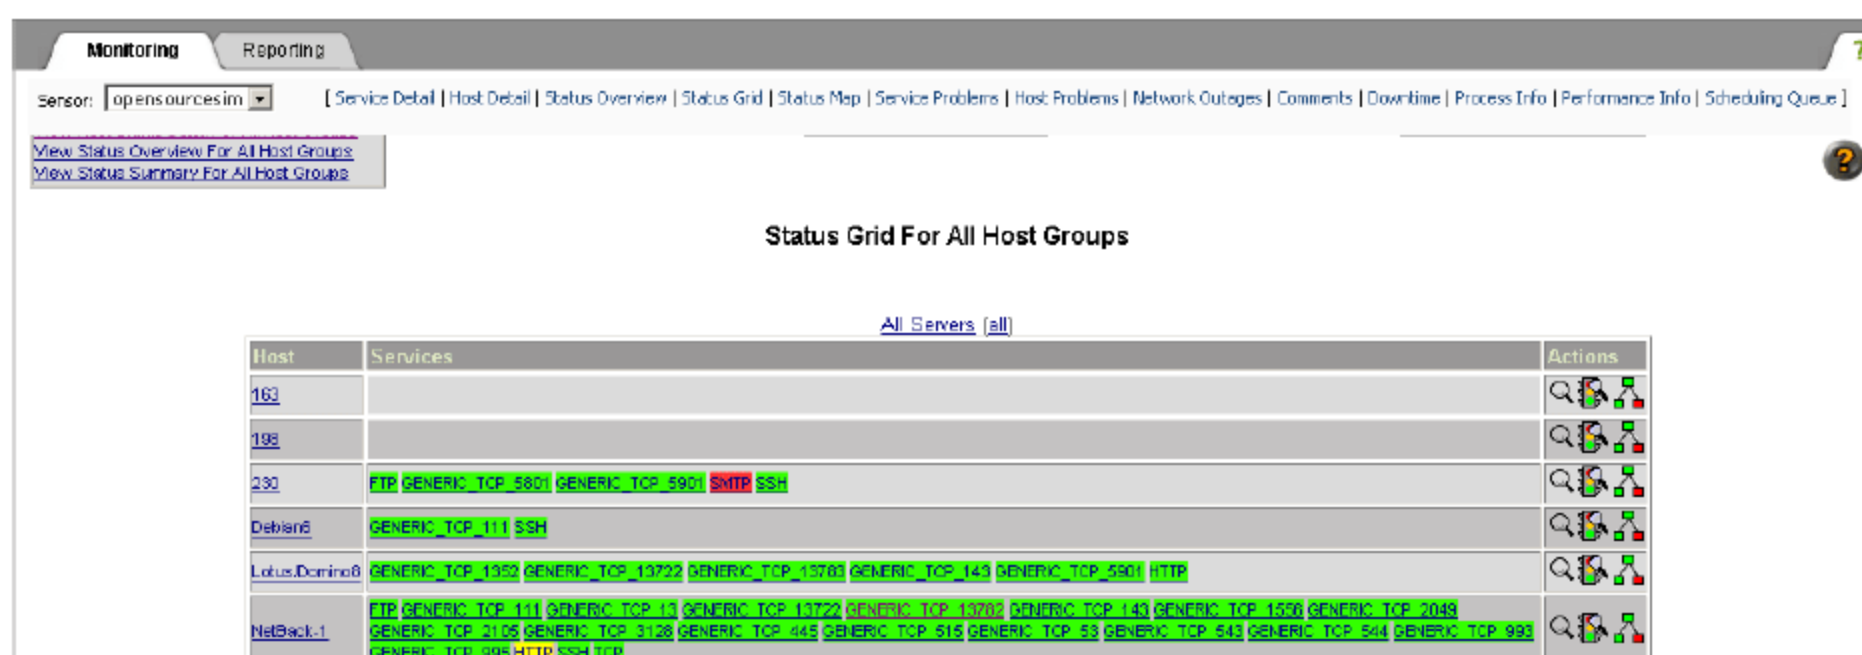 Monitoring Reporting ?
Sensor: opensourcesim [ Service Detail | Host Detail | Status Overview | Status Grid | Status Map | Service Problems | Host Problems | Network Outages | Comments | Downtime | Process Info | Performance Info | Scheduling Queue ]
View Status Overview For All Host Groups
View Status Summary For All Host Groups
?
Status Grid For All Host Groups
All Servers (all)
Host Services Actions
163
198
230 FTP GENERIC_TCP_5801 GENERIC_TCP_5901 SMTP SSH
Debian6 GENERIC_TCP_111 SSH
LotusDomino8 GENERIC_TCP_1352 GENERIC_TCP_13722 GENERIC_TCP_13783 GENERIC_TCP_143 GENERIC_TCP_5901 HTTP
FTP GENERIC_TCP_111 GENERIC_TCP_13 GENERIC_TCP_13722 GENERIC_TCP_13782 GENERIC_TCP_143 GENERIC_TCP_1556 GENERIC_TCP_2049
NetBack-1 GENERIC_TCP_2105 GENERIC_TCP_3128 GENERIC_TCP_445 GENERIC_TCP_515 GENERIC_TCP_53 GENERIC_TCP_543 GENERIC_TCP_544 GENERIC_TCP_993
GENERIC_TCP_995 HTTP SSH TCP